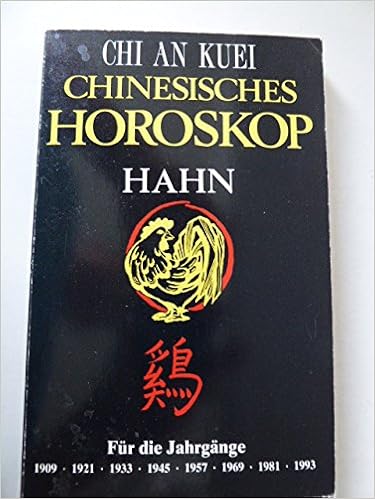 CHI AN KUEI
CHINESISCHES
HOROSKOP
HAHN
鷄
Für die Jahrgänge
1909 · 1921 · 1933 · 1945 · 1957 · 1969 · 1981 · 1993